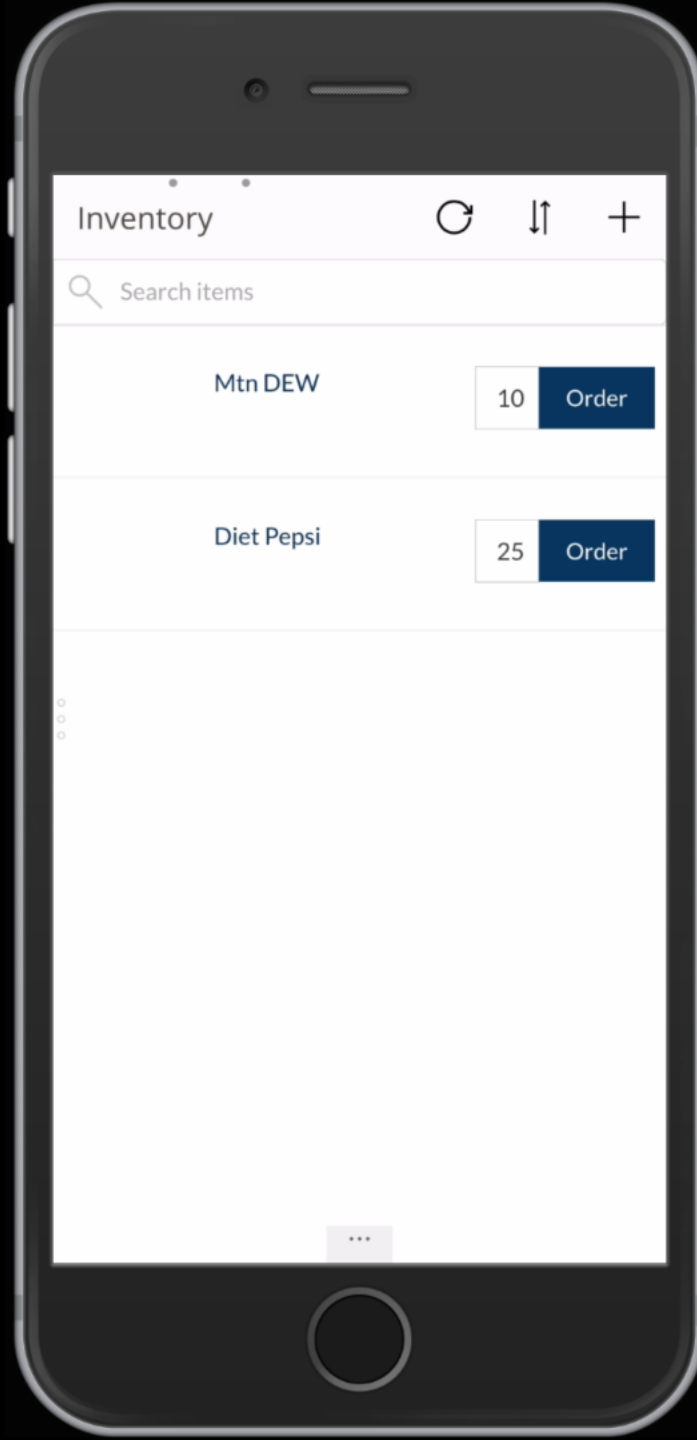 Inventory
Search items
Mtn DEW
10 Order
Diet Pepsi
25 Order